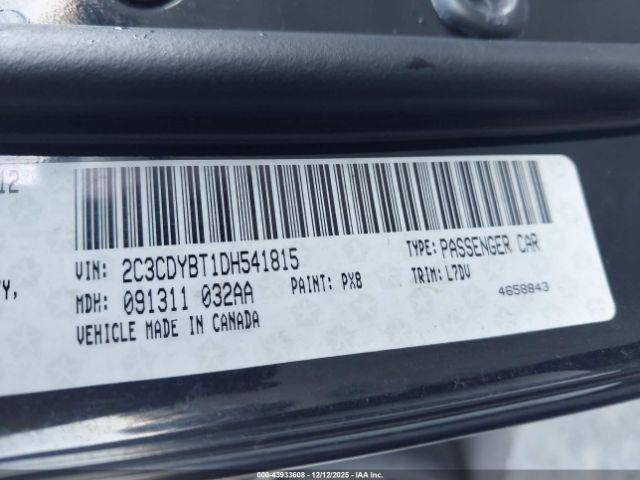 12
Y,
VIN: 2C3CDYBT1DH541815 TYPE: PASSENGER CAR
MDH: 091311 032AA PAINT: PX8 TRIM: L7DV
VEHICLE MADE IN CANADA 4658843
000-43933608 - 12/12/2025 - IAA Inc.